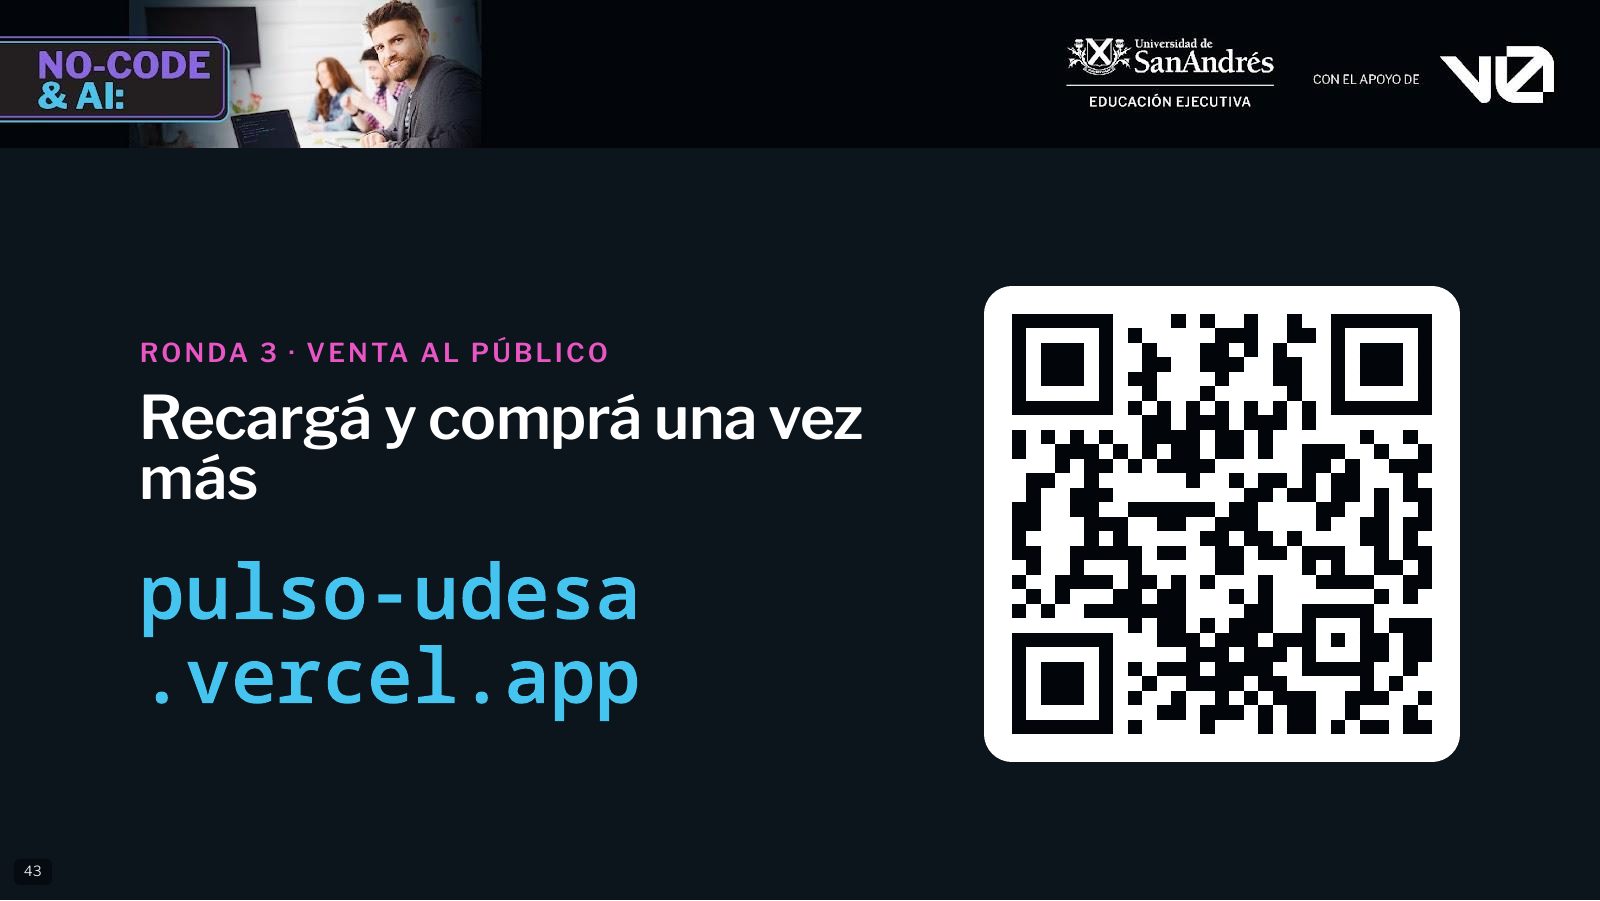 NO-CODE
& AI:
Universidad de
SanAndrés
EDUCACIÓN EJECUTIVA
CON EL APOYO DE
v0
RONDA 3 · VENTA AL PÚBLICO
Recargá y comprá una vez
más
pulso-udesa
.vercel.app
43